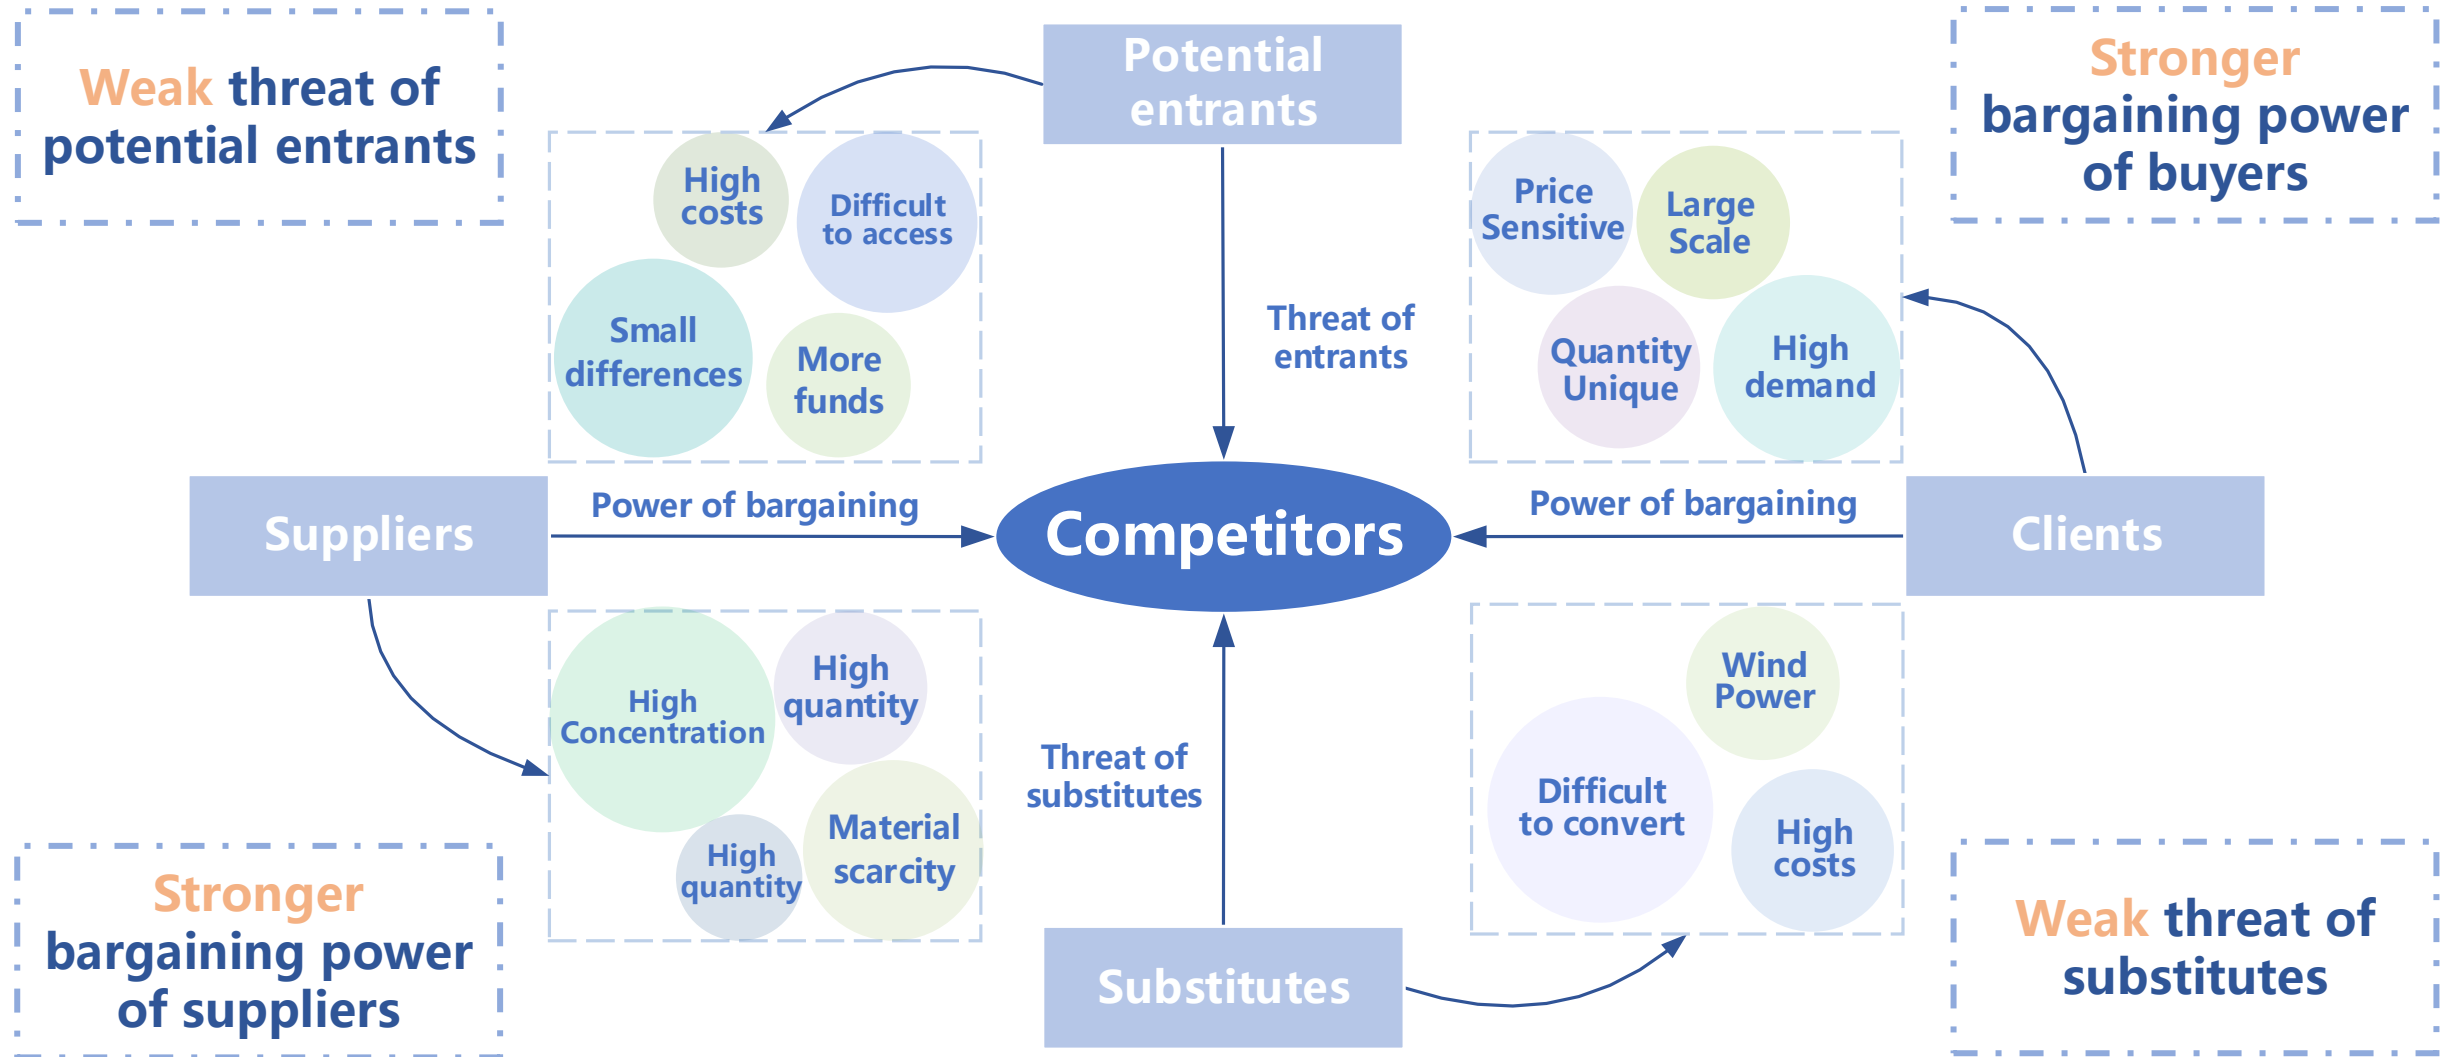 Weak threat of
potential entrants
Potential
entrants
Stronger
bargaining power
of buyers
High
costs
Difficult
to access
Small
differences
More
funds
Threat of
entrants
Price
Sensitive
Large
Scale
Quantity
Unique
High
demand
Suppliers
Power of bargaining
Competitors
Power of bargaining
Clients
High
Concentration
High
quantity
High
quantity
Material
scarcity
Threat of
substitutes
Wind
Power
Difficult
to convert
High
costs
Stronger
bargaining power
of suppliers
Substitutes
Weak threat of
substitutes